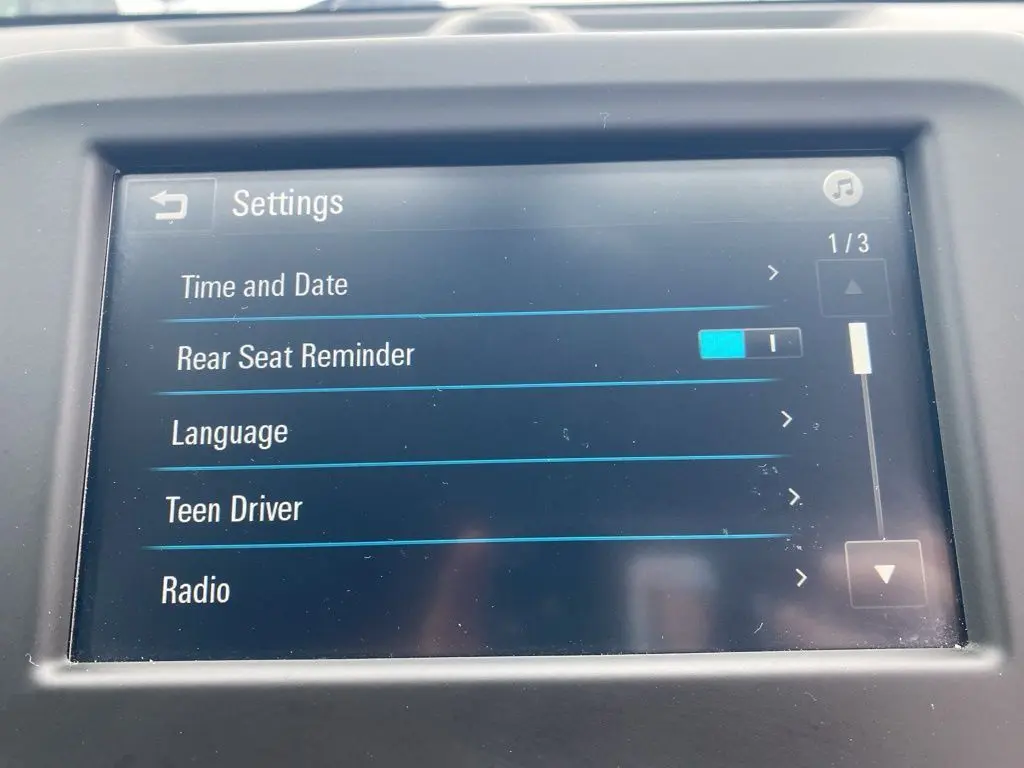 Settings
1/3
Time and Date
Rear Seat Reminder
Language
Teen Driver
Radio